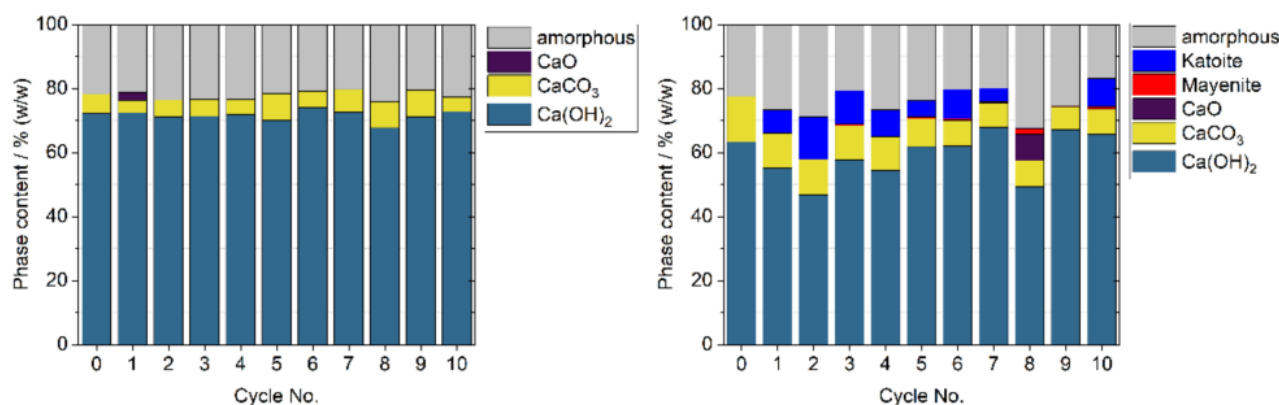 100
80
60
40
20
0
Phase content / % (w/w)
0 1 2 3 4 5 6 7 8 9 10
Cycle No.
amorphous
CaO
CaCO₃
Ca(OH)₂
100
80
60
40
20
0
Phase content / % (w/w)
0 1 2 3 4 5 6 7 8 9 10
Cycle No.
amorphous
Katoite
Mayenite
CaO
CaCO₃
Ca(OH)₂